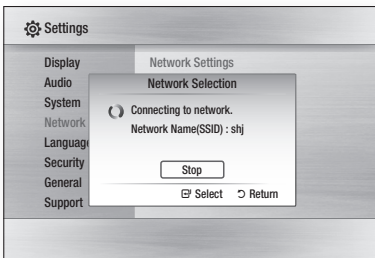 Settings
Display
Network Settings
Audio
Network Selection
System
Connecting to network.
Network
Network Name(SSID) : shj
Language
Security
Stop
General
Select
Return
Support